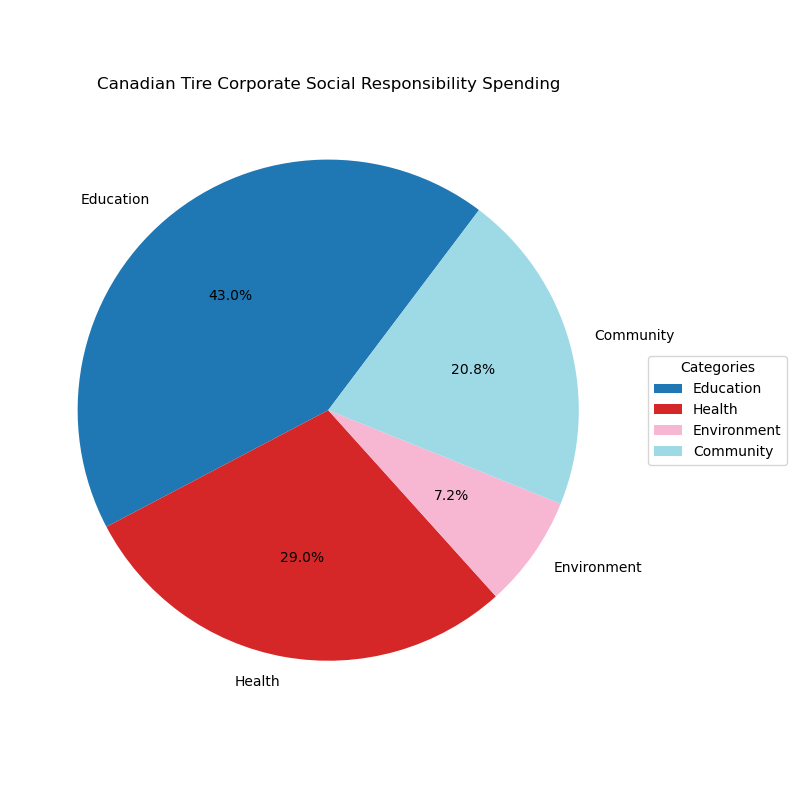 Canadian Tire Corporate Social Responsibility Spending
Education
43.0%
Community
20.8%
Categories
Education
Health
Environment
Community
7.2%
Environment
29.0%
Health